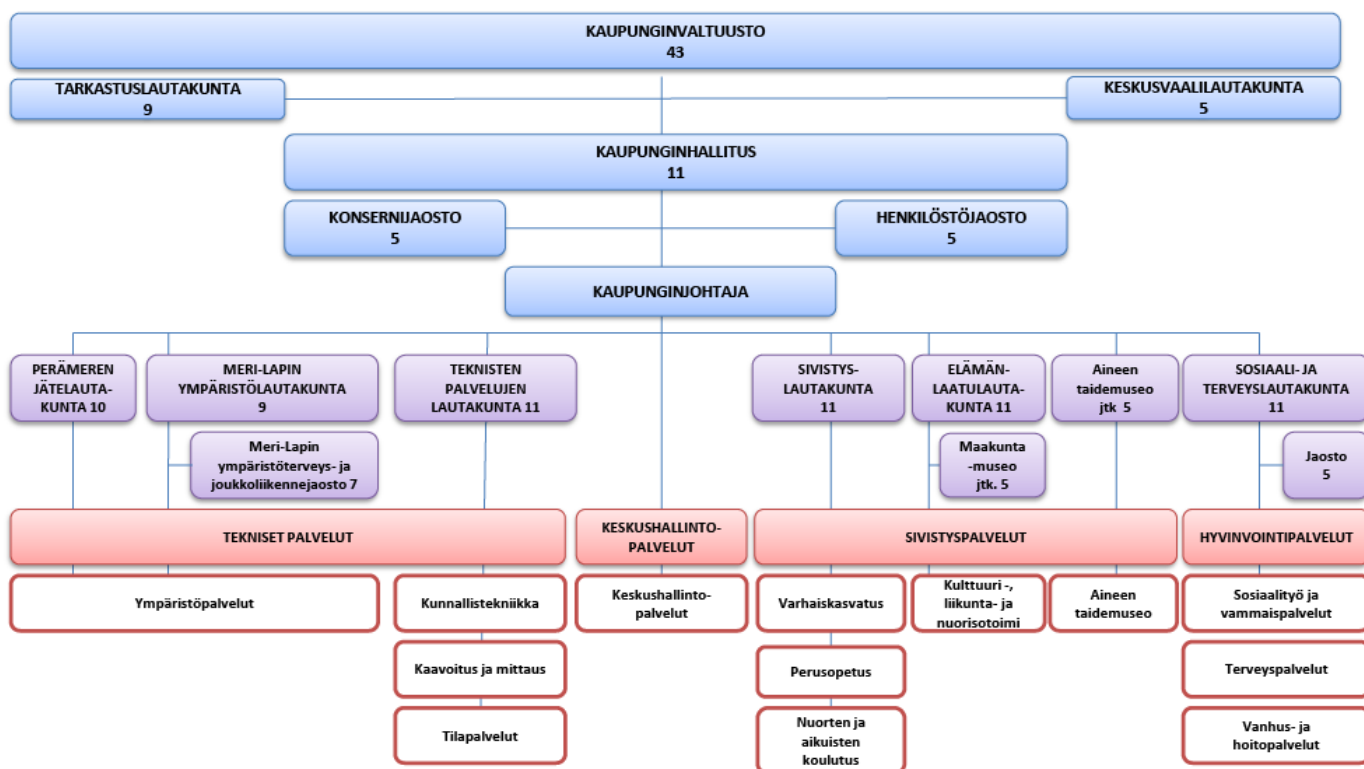 KAUPUNGINVALTUUSTO
43
TARKASTUSLAUTAKUNTA
9
KESKUSVAALILAUTAKUNTA
5
KAUPUNGINHALLITUS
11
KONSERNIJAOSTO
5
HENKILÖSTÖJAOSTO
5
KAUPUNGINJOHTAJA
PERÄMEREN
JÄTELAUTA-
KUNTA 10
MERI-LAPIN
YMPÄRISTÖLAUTAKUNTA
9
TEKNISTEN
PALVELUJEN
LAUTAKUNTA 11
SIVISTYS-
LAUTAKUNTA
11
ELÄMÄN-
LAATULAUTA-
KUNTA 11
Aineen
taidemuseo
jtk 5
SOSIAALI- JA
TERVEYSLAUTAKUNTA
11
Meri-Lapin
ympäristöterveys- ja
joukkoliikennejaosto 7
Maakunta
-museo
jtk. 5
Jaosto
5
TEKNISET PALVELUT
KESKUSHALLINTO-
PALVELUT
SIVISTYSPALVELUT
HYVINVOINTIPALVELUT
Ympäristöpalvelut
Kunnallistekniikka
Keskushallinto-
palvelut
Varhaiskasvatus
Kulttuuri -,
liikunta- ja
nuorisotoimi
Aineen
taidemuseo
Sosiaalityö ja
vammaispalvelut
Kaavoitus ja mittaus
Perusopetus
Terveyspalvelut
Tilapalvelut
Nuorten ja
aikuisten
koulutus
Vanhus- ja
hoitopalvelut